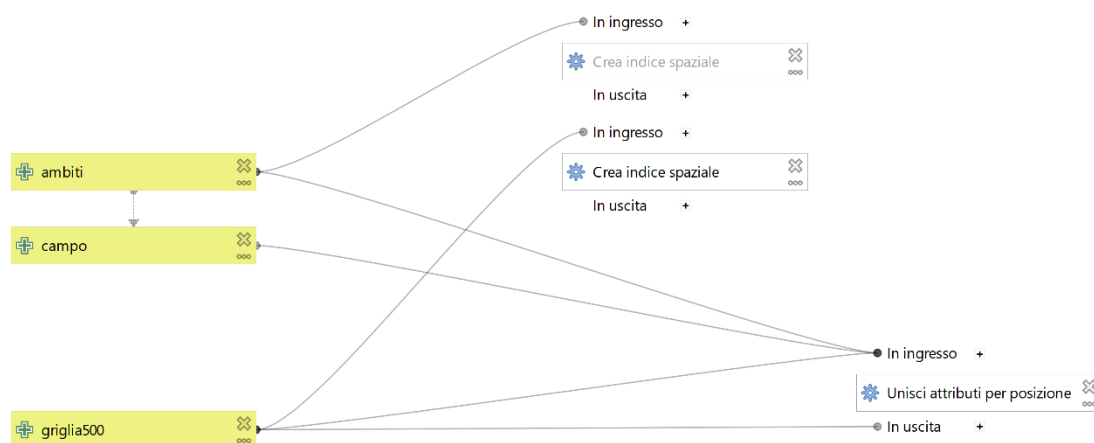 In ingresso +
Crea indice spaziale
In uscita +
In ingresso +
ambiti
Crea indice spaziale
In uscita +
campo
In ingresso +
Unisci attributi per posizione
griglia500
In uscita +